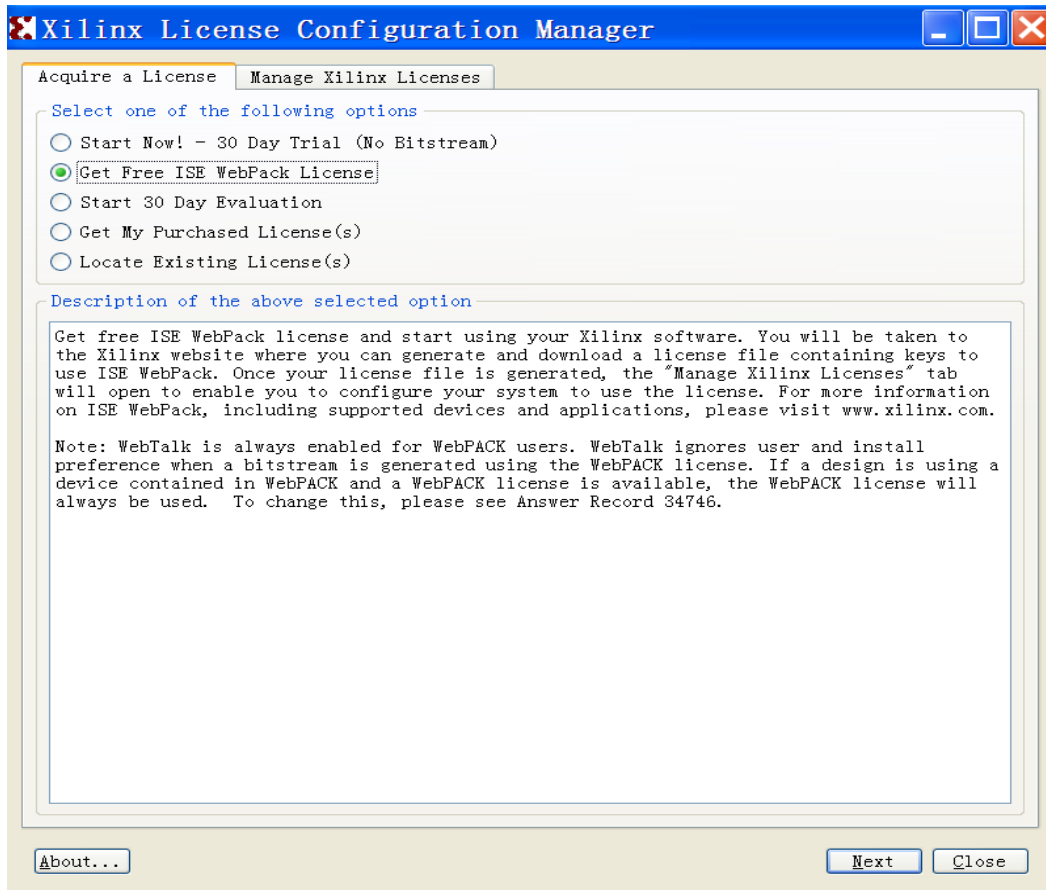 Xilinx License Configuration Manager
Acquire a License
Manage Xilinx Licenses
Select one of the following options
Start Now! - 30 Day Trial (No Bitstream)
Get Free ISE WebPack License
Start 30 Day Evaluation
Get My Purchased License(s)
Locate Existing License(s)
Description of the above selected option
Get free ISE WebPack license and start using your Xilinx software. You will be taken to
the Xilinx website where you can generate and download a license file containing keys to
use ISE WebPack. Once your license file is generated, the "Manage Xilinx Licenses" tab
will open to enable you to configure your system to use the license. For more information
on ISE WebPack, including supported devices and applications, please visit www.xilinx.com.
Note: WebTalk is always enabled for WebPACK users. WebTalk ignores user and install
preference when a bitstream is generated using the WebPACK license. If a design is using a
device contained in WebPACK and a WebPACK license is available, the WebPACK license will
always be used.  To change this, please see Answer Record 34746.
About...
Next
Close